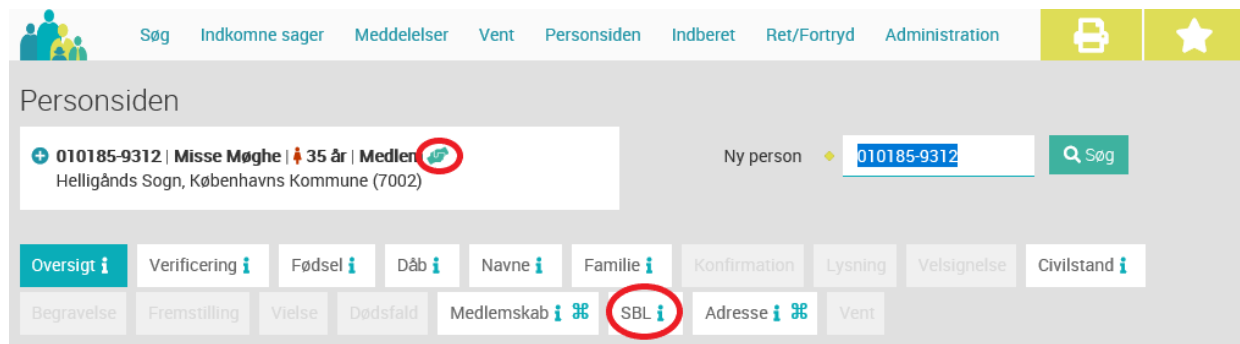 Søg Indkomne sager Meddelelser Vent Personsiden Indberet Ret/Fortryd Administration
Personsiden
010185-9312 | Misse Møghe | 35 år | Medlem
Helligånds Sogn, Københavns Kommune (7002)
Ny person 010185-9312 Søg
Oversigt i Verificering i Fødsel i Dåb i Navne i Familie i Konfirmation Lysning Velsignelse Civilstand i
Begravelse Fremstilling Vielse Dødsfald Medlemskab i ⌘ SBL i Adresse i ⌘ Vent